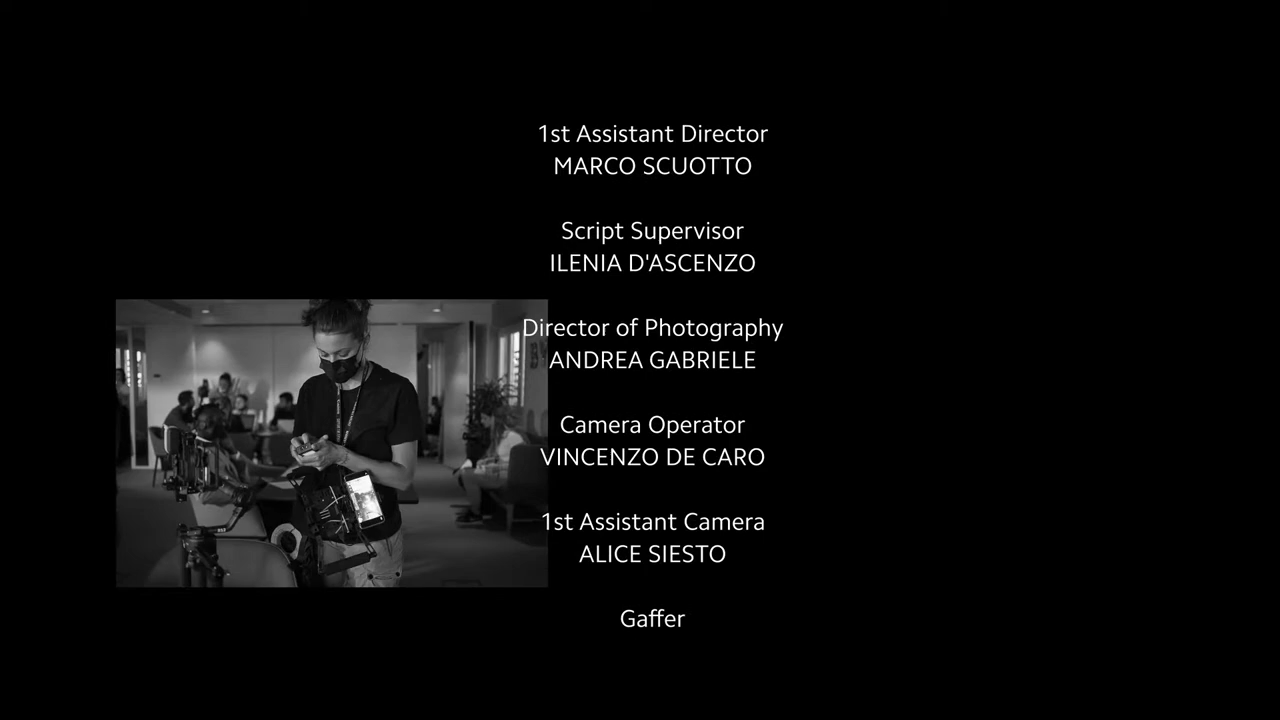 1st Assistant Director
MARCO SCUOTTO
Script Supervisor
ILENIA D'ASCENZO
Director of Photography
ANDREA GABRIELE
Camera Operator
VINCENZO DE CARO
1st Assistant Camera
ALICE SIESTO
Gaffer